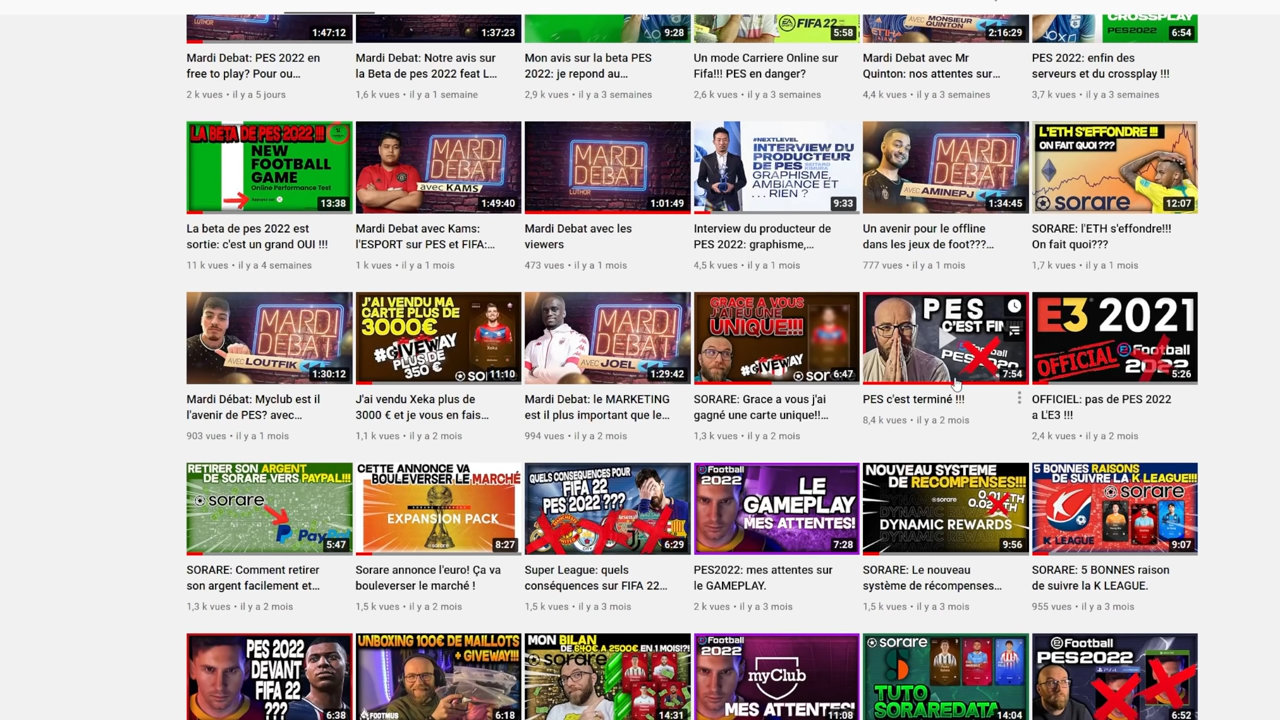 LUTHOR
1:47:12
1:37:23
9:28
FIFA 22
5:58
AVEC MONSIEUR
QUINTON
2:16:29
CROSSPLAY
PES2022
6:54
Mardi Debat: PES 2022 en
free to play? Pour ou...
2 k vues • il y a 5 jours
Mardi Debat: Notre avis sur
la Beta de pes 2022 feat L...
1,6 k vues • il y a 1 semaine
Mon avis sur la beta PES
2022: je repond au...
2,9 k vues • il y a 3 semaines
Un mode Carriere Online sur
Fifa!!! PES en danger?
2,6 k vues • il y a 3 semaines
Mardi Debat avec Mr
Quinton: nos attentes sur...
4,4 k vues • il y a 3 semaines
PES 2022: enfin des
serveurs et du crossplay !!!
3,7 k vues • il y a 3 semaines
LA BETA DE PES 2022 !!!
NEW
FOOTBALL
GAME
Online Performance Test
13:38
MARDI
DEBAT
avec KAMS
1:49:40
MARDI
DEBAT
LUTHOR
1:01:49
#NEXTLEVEL
INTERVIEW DU
PRODUCTEUR
DE PES
GRAPHISME,
AMBIANCE ET
... RIEN ?
9:33
MARDI
DEBAT
AVEC AMINEPJ
1:34:45
L'ETH S'EFFONDRE !!!
ON FAIT QUOI ???
sorare
12:07
La beta de pes 2022 est
sortie: c'est un grand OUI !!!
11 k vues • il y a 4 semaines
Mardi Debat avec Kams:
l'ESPORT sur PES et FIFA:...
1 k vues • il y a 1 mois
Mardi Debat avec les
viewers
473 vues • il y a 1 mois
Interview du producteur de
PES 2022: graphisme,...
4,5 k vues • il y a 1 mois
Un avenir pour le offline
dans les jeux de foot???...
777 vues • il y a 1 mois
SORARE: l'ETH s'effondre!!!
On fait quoi???
1,7 k vues • il y a 1 mois
MARDI
DEBAT
AVEC LOUTFIK
1:30:12
J'AI VENDU MA
CARTE PLUS DE
3000€
#GIVEWAY
PLUS DE
350 €
11:10
MARDI
DEBAT
AVEC JOEL
1:29:42
GRACE A VOUS
J'AI EU UNE
UNIQUE!!!
#GIVEWAY
6:47
PES
C'EST FIN
7:54
E3 2021
OFFICIAL
eFootball
5:26
Mardi Débat: Myclub est il
l'avenir de PES? avec...
903 vues • il y a 1 mois
J'ai vendu Xeka plus de
3000 € et je vous en fais...
1,1 k vues • il y a 2 mois
Mardi Debat: le MARKETING
est il plus important que le...
994 vues • il y a 2 mois
SORARE: Grace a vous j'ai
gagné une carte unique!!...
1,3 k vues • il y a 2 mois
PES c'est terminé !!!
8,4 k vues • il y a 2 mois
OFFICIEL: pas de PES 2022
a L'E3 !!!
2,4 k vues • il y a 2 mois
RETIRER SON ARGENT
DE SORARE VERS PAYPAL!!!
sorare
5:47
CETTE ANNONCE VA
BOULEVERSER LE MARCHÉ !
EXPANSION PACK
8:27
QUELS CONSEQUENCES POUR
FIFA 22
PES 2022 ???
6:29
eFootball
2022
LE
GAMEPLAY
MES ATTENTES!
7:28
NOUVEAU SYSTEME
DE RECOMPENSES!!!
sorare
DYNAMIC REWARDS
9:56
5 BONNES RAISONS
DE SUIVRE LA K LEAGUE!!!
sorare
K LEAGUE
9:07
SORARE: Comment retirer
son argent facilement et...
1,3 k vues • il y a 2 mois
Sorare annonce l'euro! Ça va
bouleverser le marché !
1,5 k vues • il y a 2 mois
Super League: quels
conséquences sur FIFA 22...
1,5 k vues • il y a 3 mois
PES2022: mes attentes sur
le GAMEPLAY.
2 k vues • il y a 3 mois
SORARE: Le nouveau
système de récompenses...
1,5 k vues • il y a 3 mois
SORARE: 5 BONNES raison
de suivre la K LEAGUE.
955 vues • il y a 3 mois
PES 2022
DEVANT
FIFA 22
???
6:38
UNBOXING 100€ DE MAILLOTS
+ GIVEWAY!!!
FOOTMUS
6:18
MON BILAN
DE 640€ A 2500€ EN 1 MOIS!?!
sorare
14:31
eFootball
2022
myClub
MES ATTENTES!
11:08
sorare
TUTO
SORAREDATA
14:04
eFootball
PES2022
6:52